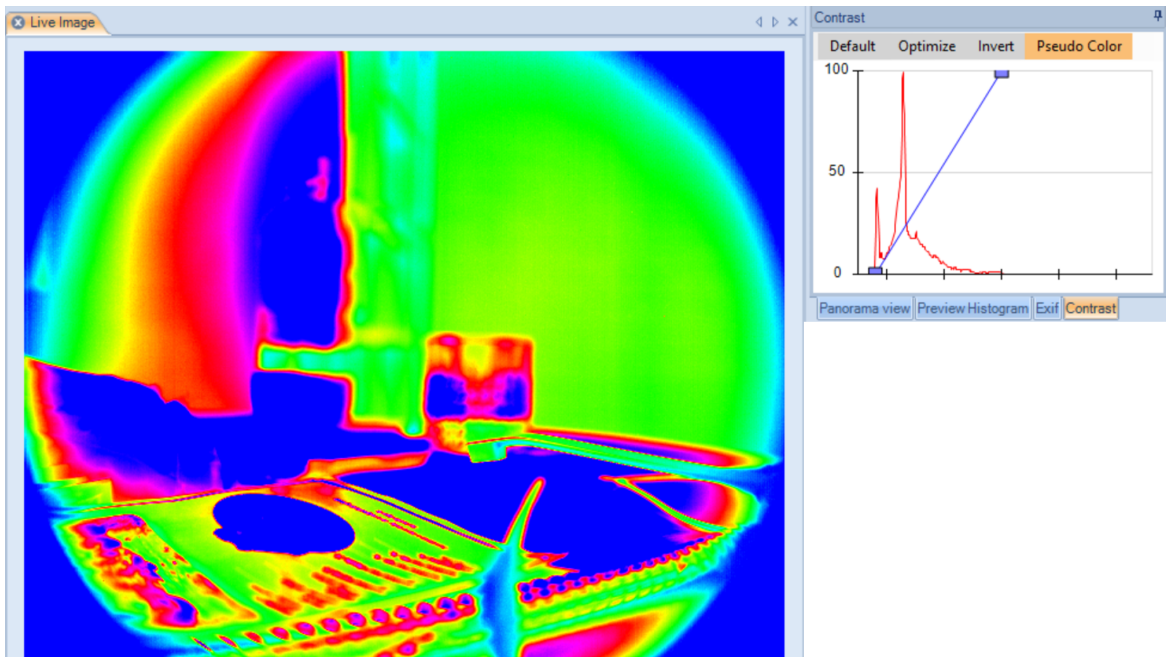 Live Image
Contrast
Default Optimize Invert Pseudo Color
100
50
0
Panorama view Preview Histogram Exif Contrast